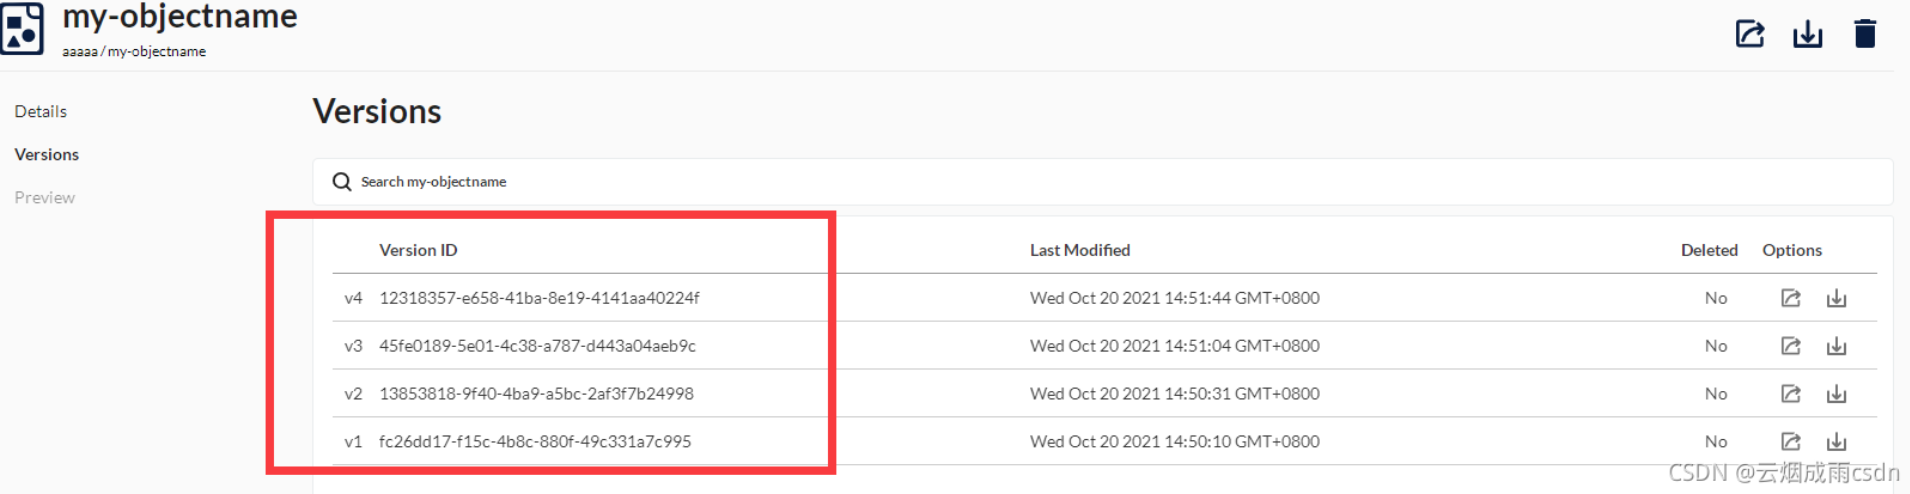 my-objectname
aaaaa / my-objectname
Details
Versions
Preview
Versions
Search my-objectname
Version ID Last Modified Deleted Options
v4 12318357-e658-41ba-8e19-4141aa40224f Wed Oct 20 2021 14:51:44 GMT+0800 No
v3 45fe0189-5e01-4c38-a787-d443a04aeb9c Wed Oct 20 2021 14:51:04 GMT+0800 No
v2 13853818-9f40-4ba9-a5bc-2af3f7b24998 Wed Oct 20 2021 14:50:31 GMT+0800 No
v1 fc26dd17-f15c-4b8c-880f-49c331a7c995 Wed Oct 20 2021 14:50:10 GMT+0800 No
CSDN @云烟成雨csdn